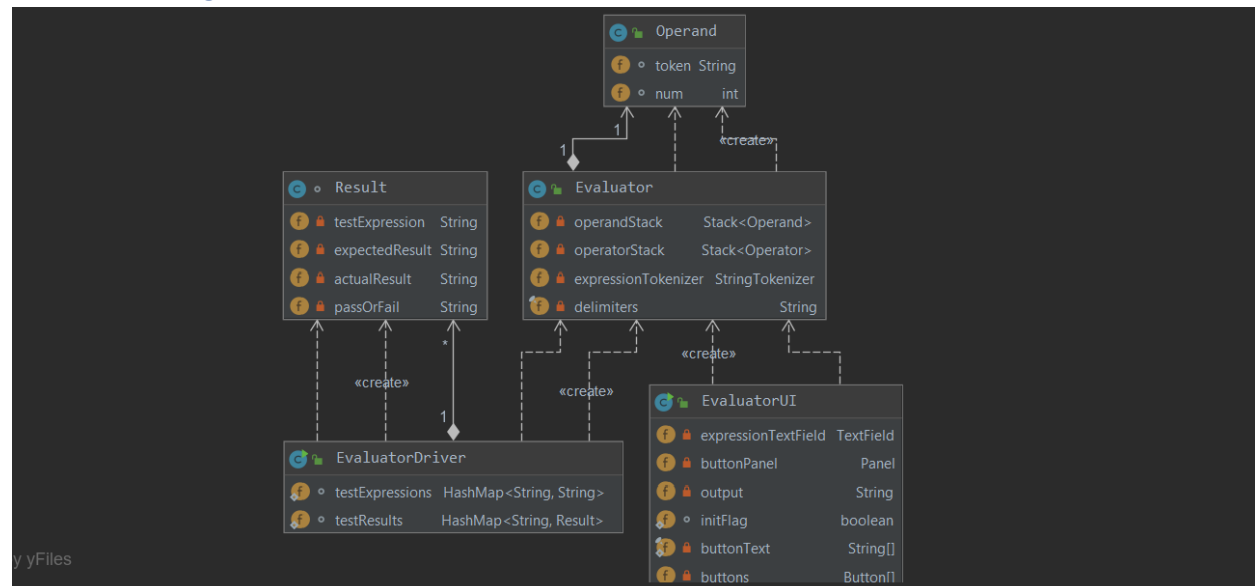 Operand
token String
num int
1
«create»
1
Result
testExpression String
expectedResult String
actualResult String
passOrFail String
Evaluator
operandStack Stack<Operand>
operatorStack Stack<Operator>
expressionTokenizer StringTokenizer
delimiters String
*
«create»
«create»
«create»
1
EvaluatorUI
expressionTextField TextField
buttonPanel Panel
output String
initFlag boolean
buttonText String[]
buttons Button[]
EvaluatorDriver
testExpressions HashMap<String, String>
testResults HashMap<String, Result>
y yFiles